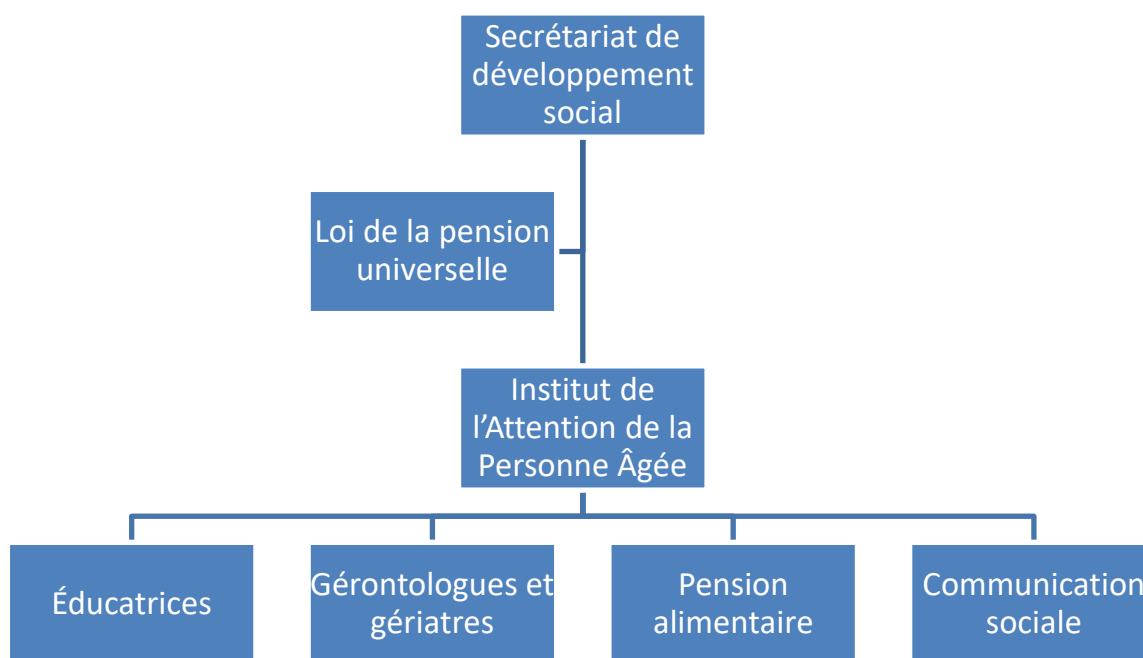 Secrétariat de
développement
social
Loi de la pension
universelle
Institut de
l’Attention de la
Personne Âgée
Éducatrices
Gérontologues et
gériatres
Pension
alimentaire
Communication
sociale